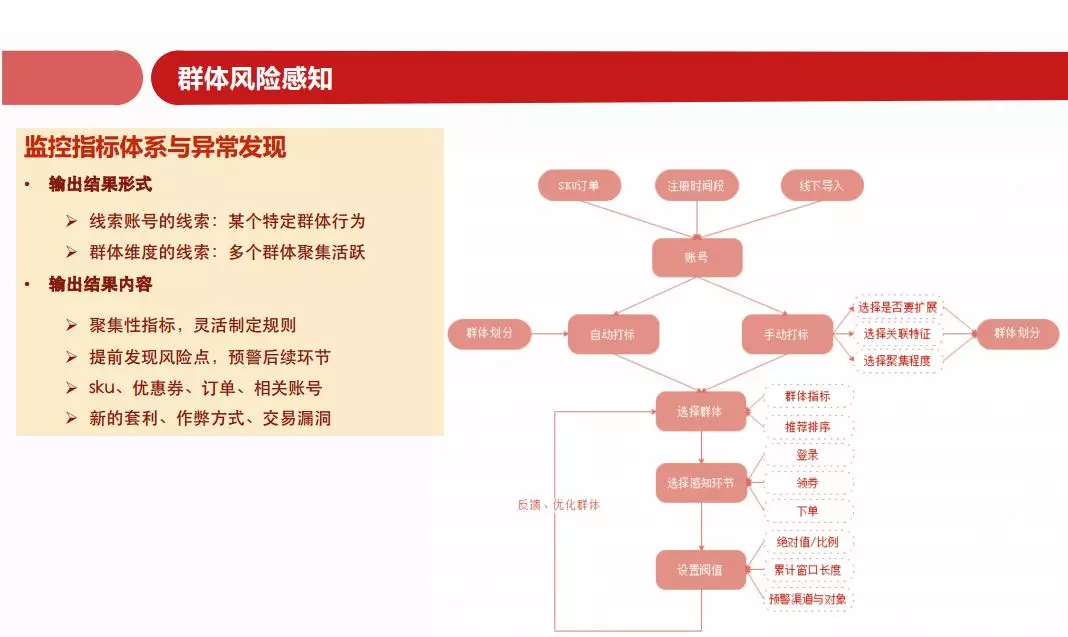 群体风险感知
监控指标体系与异常发现
• 输出结果形式
➢ 线索账号的线索：某个特定群体行为
➢ 群体维度的线索：多个群体聚集活跃
• 输出结果内容
➢ 聚集性指标，灵活制定规则
➢ 提前发现风险点，预警后续环节
➢ sku、优惠券、订单、相关账号
➢ 新的套利、作弊方式、交易漏洞
SKU订单
注册时间段
线下导入
账号
群体划分
自动打标
手动打标
选择是否要扩展
选择关联特征
选择聚集程度
群体划分
选择群体
群体指标
推荐排序
选择感知环节
登录
领券
下单
反馈、优化群体
设置阀值
绝对值/比例
累计窗口长度
预警渠道与对象